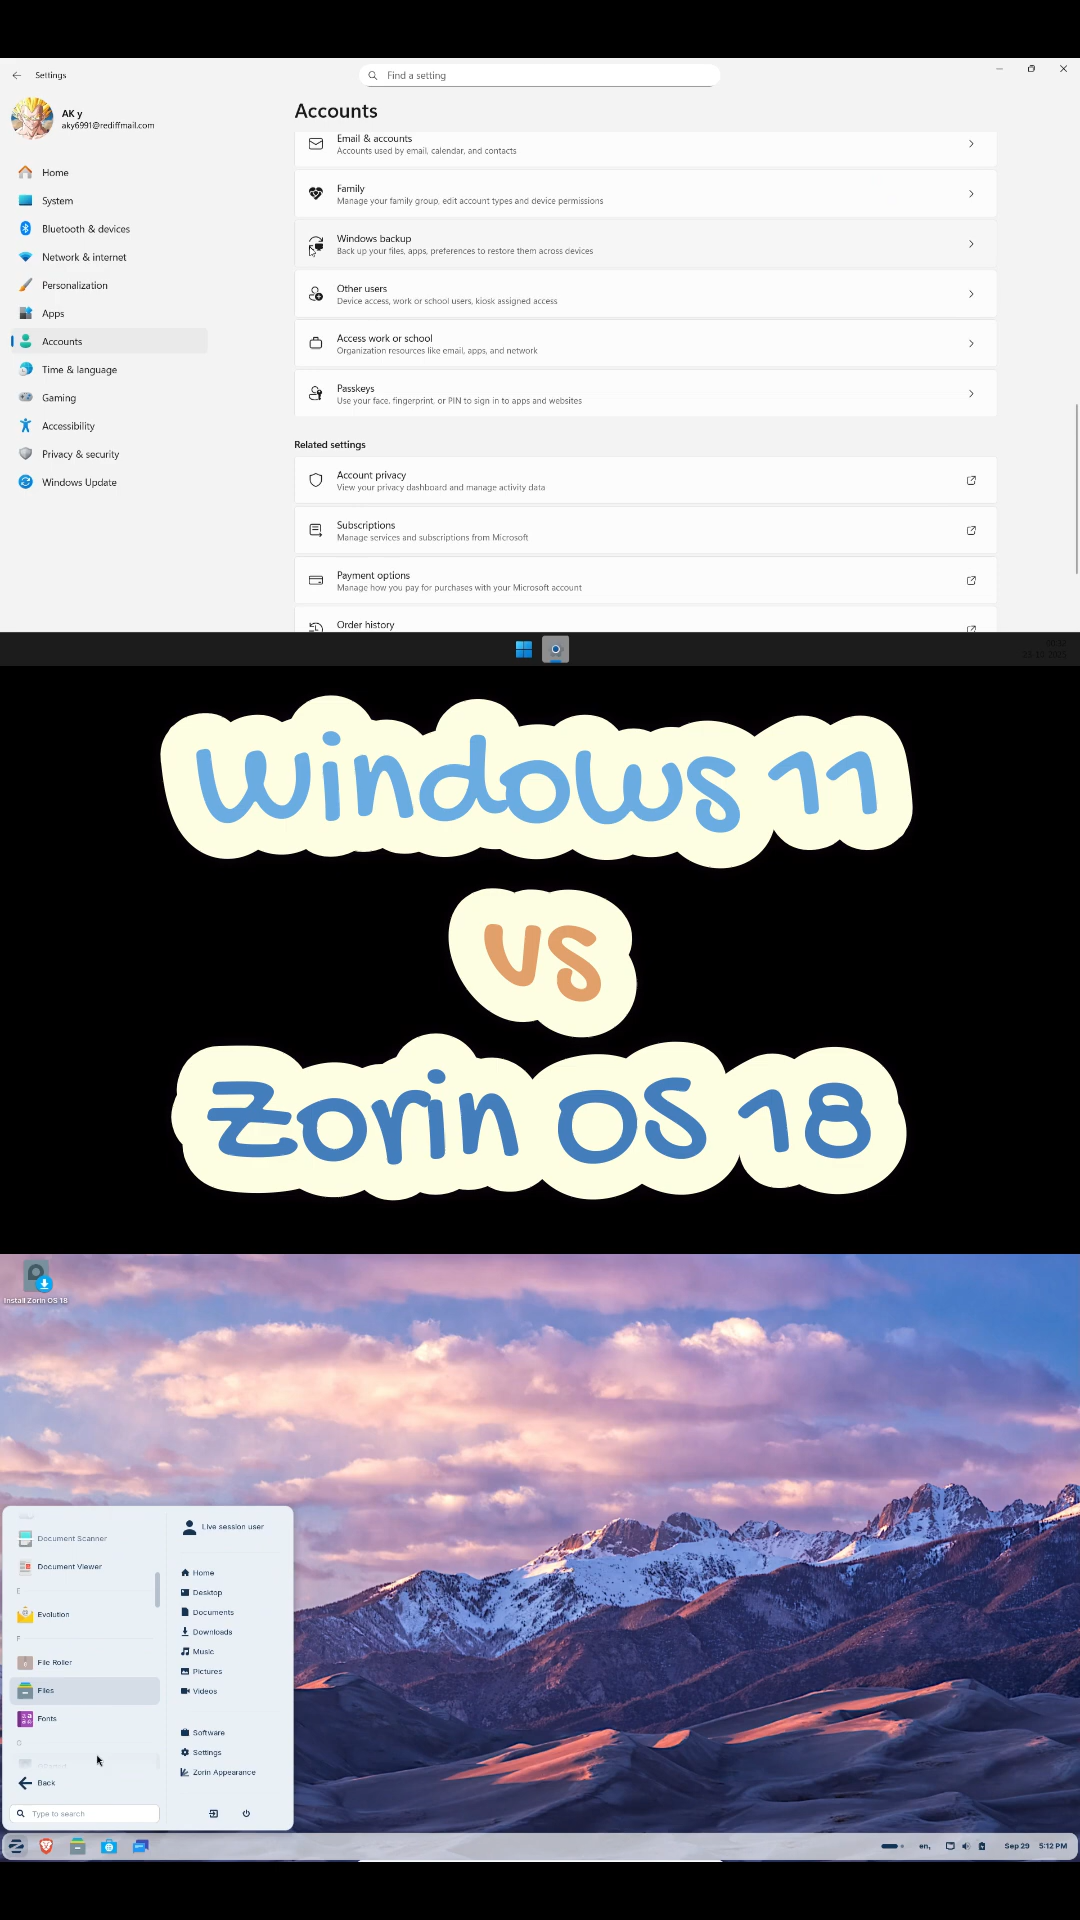 Settings
Find a setting
AK y
aky6991@rediffmail.com
Home
System
Bluetooth & devices
Network & internet
Personalization
Apps
Accounts
Time & language
Gaming
Accessibility
Privacy & security
Windows Update
Accounts
Email & accounts
Accounts used by email, calendar, and contacts
Family
Manage your family group, edit account types and device permissions
Windows backup
Back up your files, apps, preferences to restore them across devices
Other users
Device access, work or school users, kiosk assigned access
Access work or school
Organization resources like email, apps, and network
Passkeys
Use your face, fingerprint, or PIN to sign in to apps and websites
Related settings
Account privacy
View your privacy dashboard and manage activity data
Subscriptions
Manage services and subscriptions from Microsoft
Payment options
Manage how you pay for purchases with your Microsoft account
Order history
Windows 11
vs
Zorin OS 18
Install Zorin OS 18
Document Scanner
Document Viewer
E
Evolution
F
File Roller
Files
Fonts
G
Back
Type to search
Live session user
Home
Desktop
Documents
Downloads
Music
Pictures
Videos
Software
Settings
Zorin Appearance
en,
Sep 29 5:12 PM